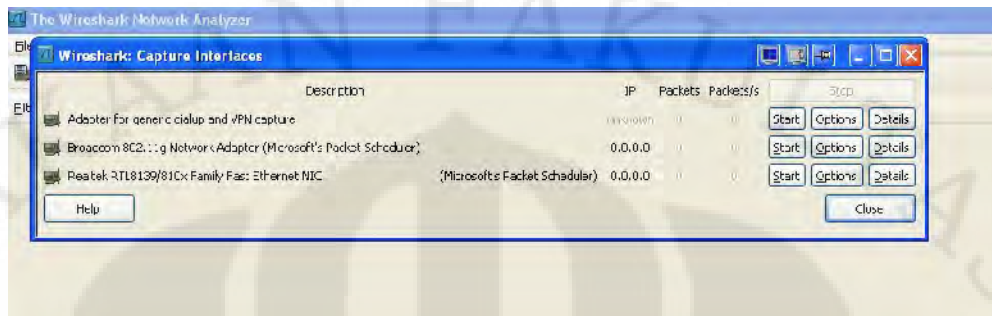 The Wireshark Network Analyzer
Wireshark: Capture Interfaces
Description IP Packets Packets/s Stop
Adapter for generic dialup and VPN capture unknown Start Options Details
Broadcom 802.11g Network Adapter (Microsoft's Packet Scheduler) 0.0.0.0 Start Options Details
Realtek RTL8139/810x Family Fast Ethernet NIC (Microsoft's Packet Scheduler) 0.0.0.0 Start Options Details
Help Close